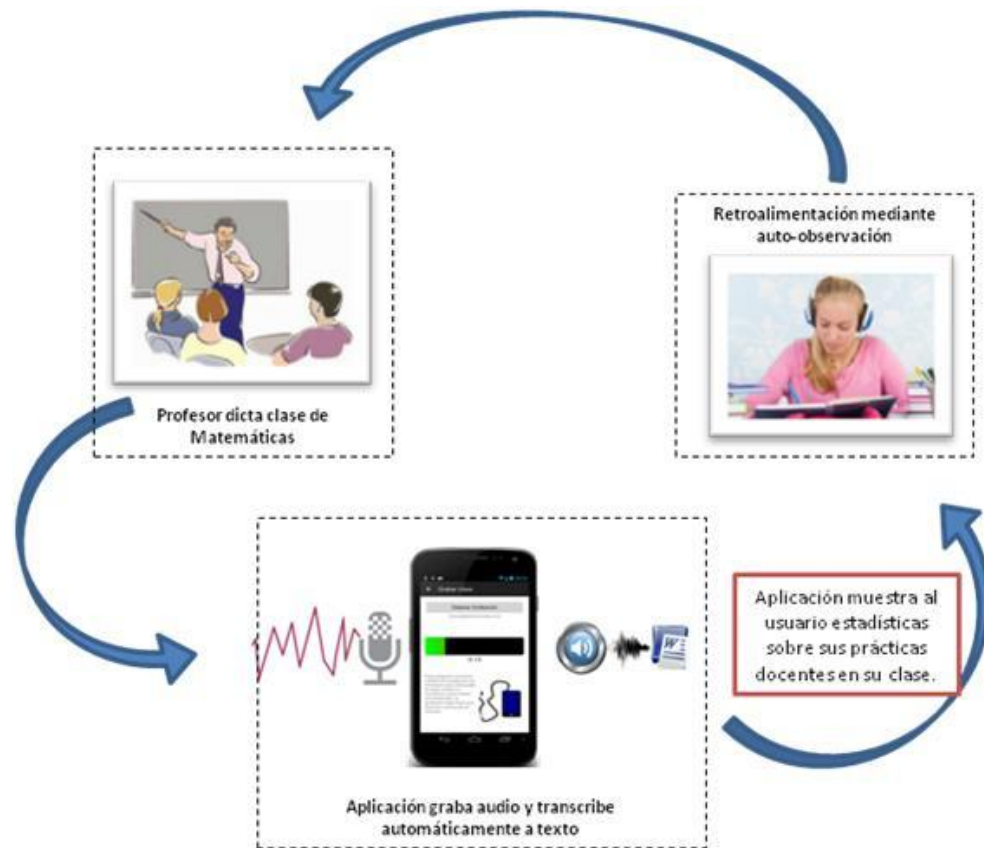 Retroalimentación mediante
auto-observación
Profesor dicta clase de
Matemáticas
Aplicación muestra al
usuario estadísticas
sobre sus prácticas
docentes en su clase.
W
Aplicación graba audio y transcribe
automáticamente a texto